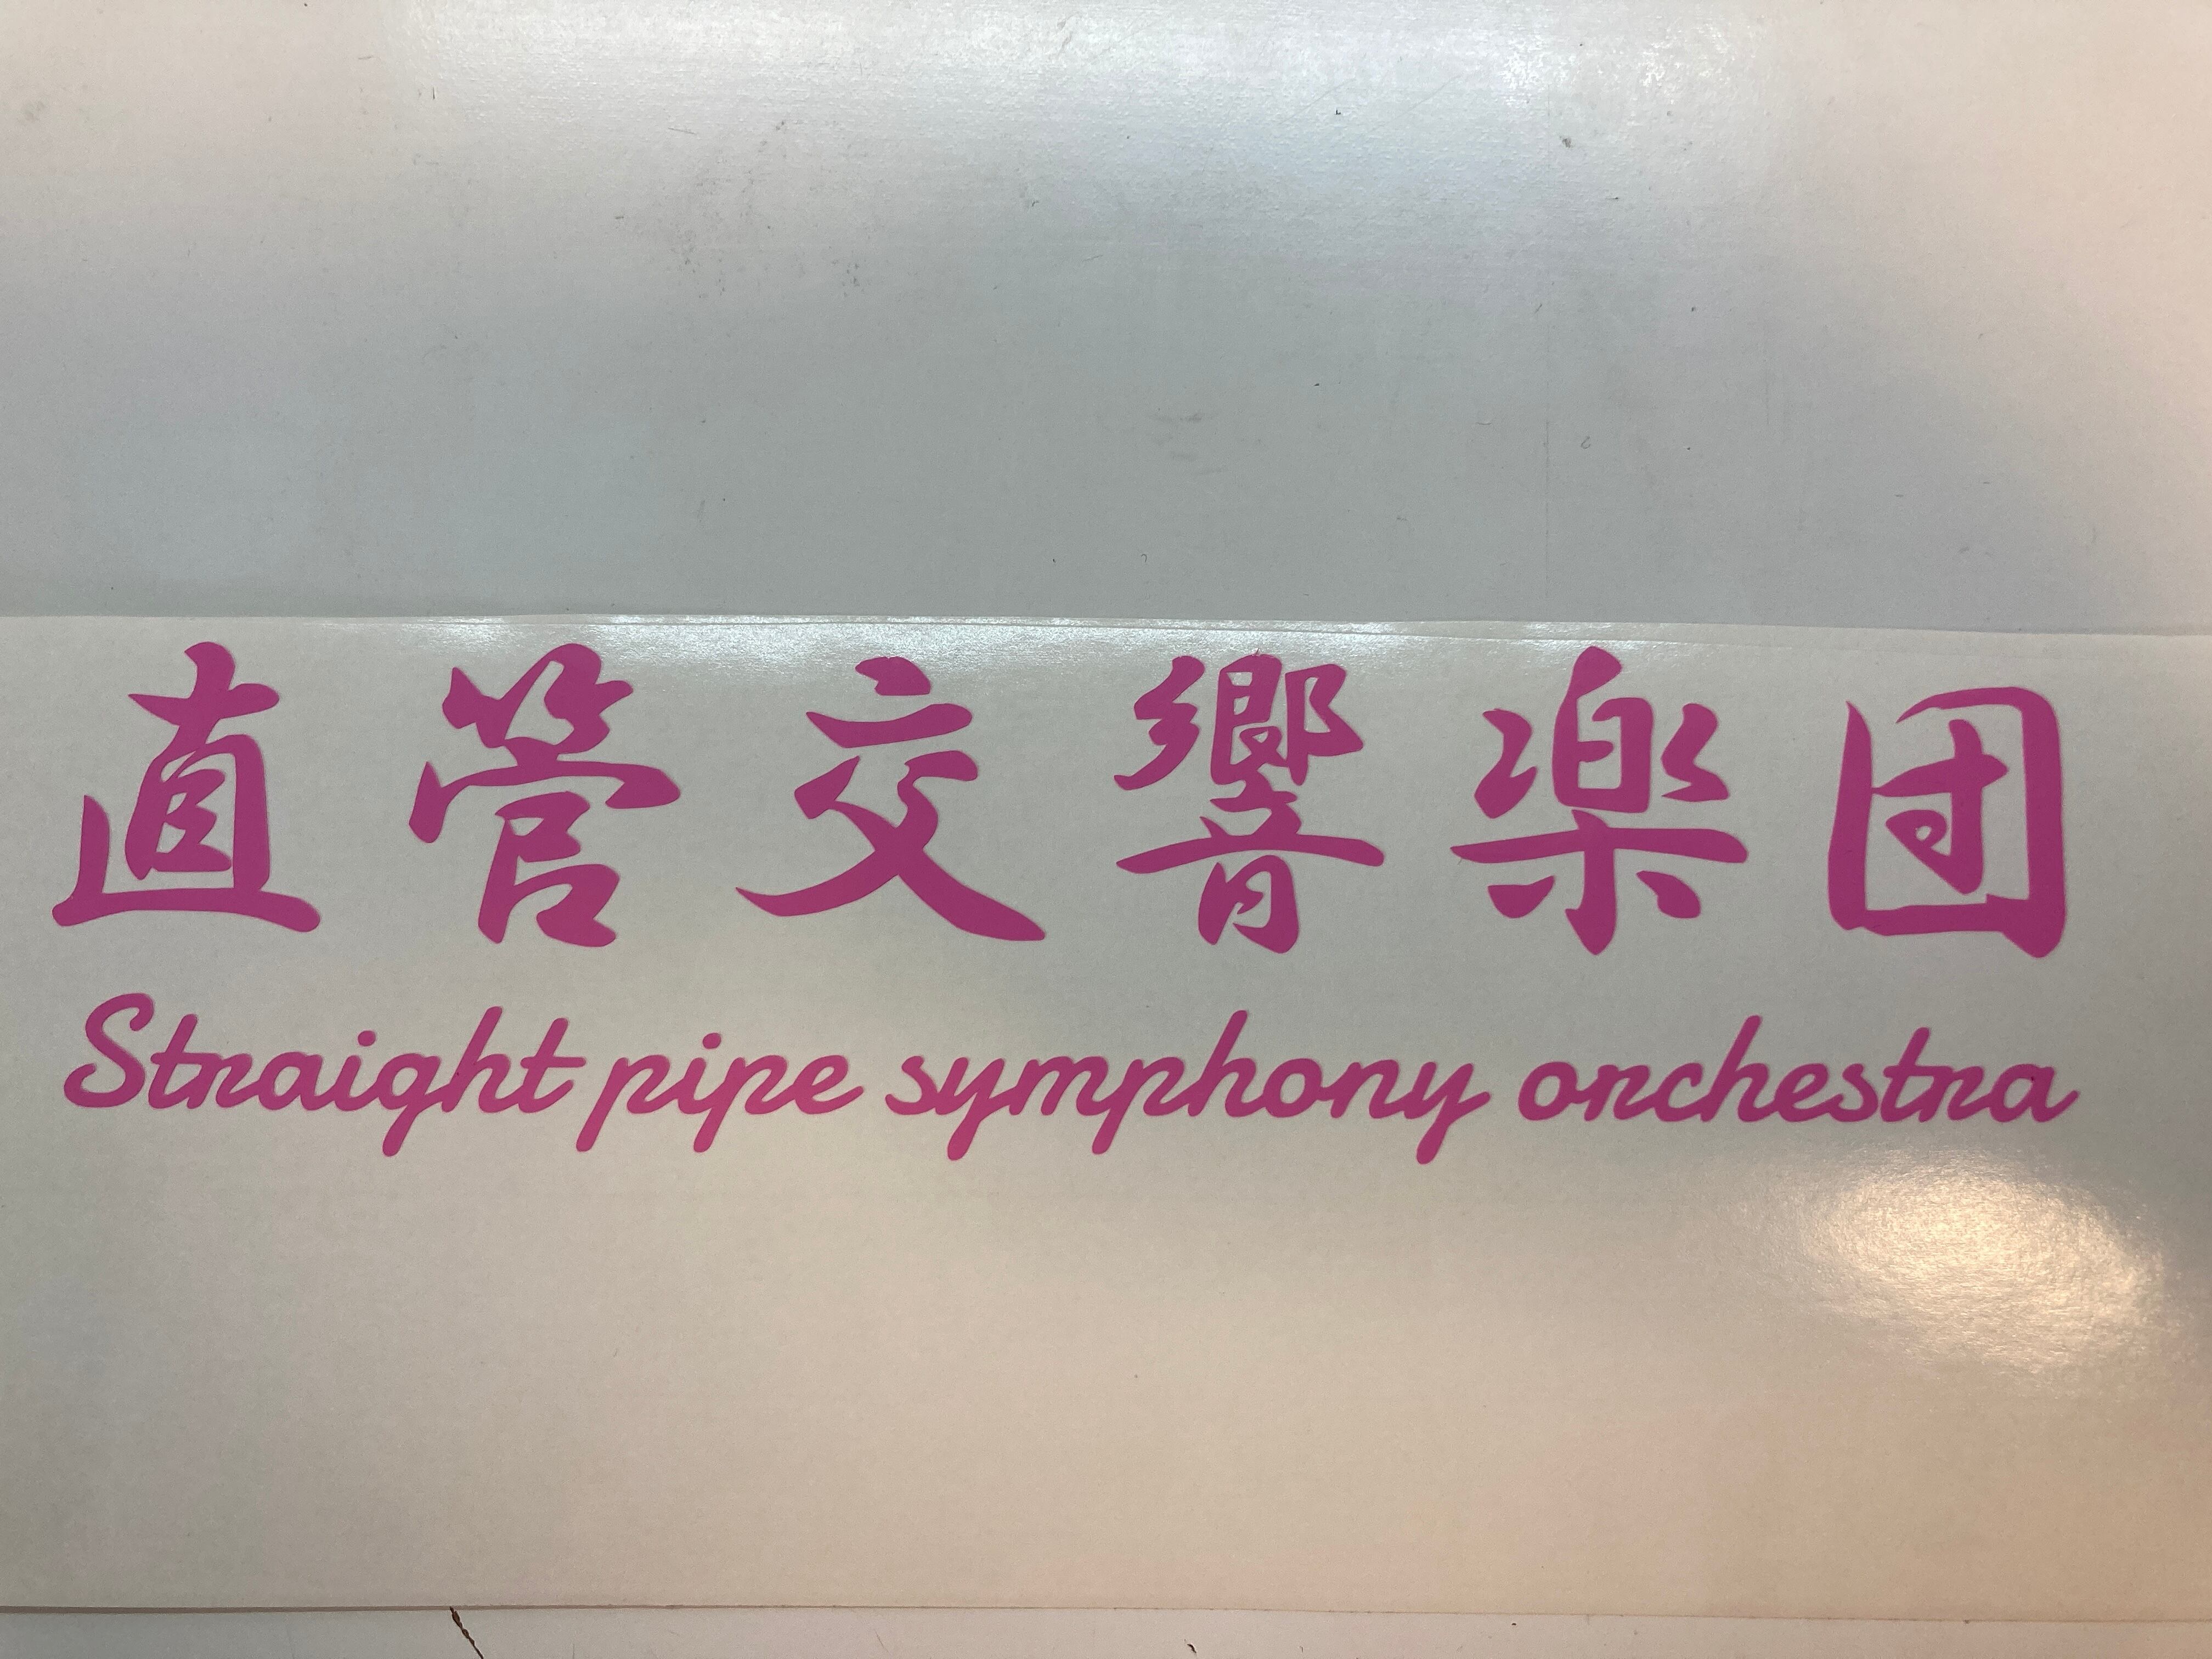 直管交響楽団
Straight pipe symphony orchestra